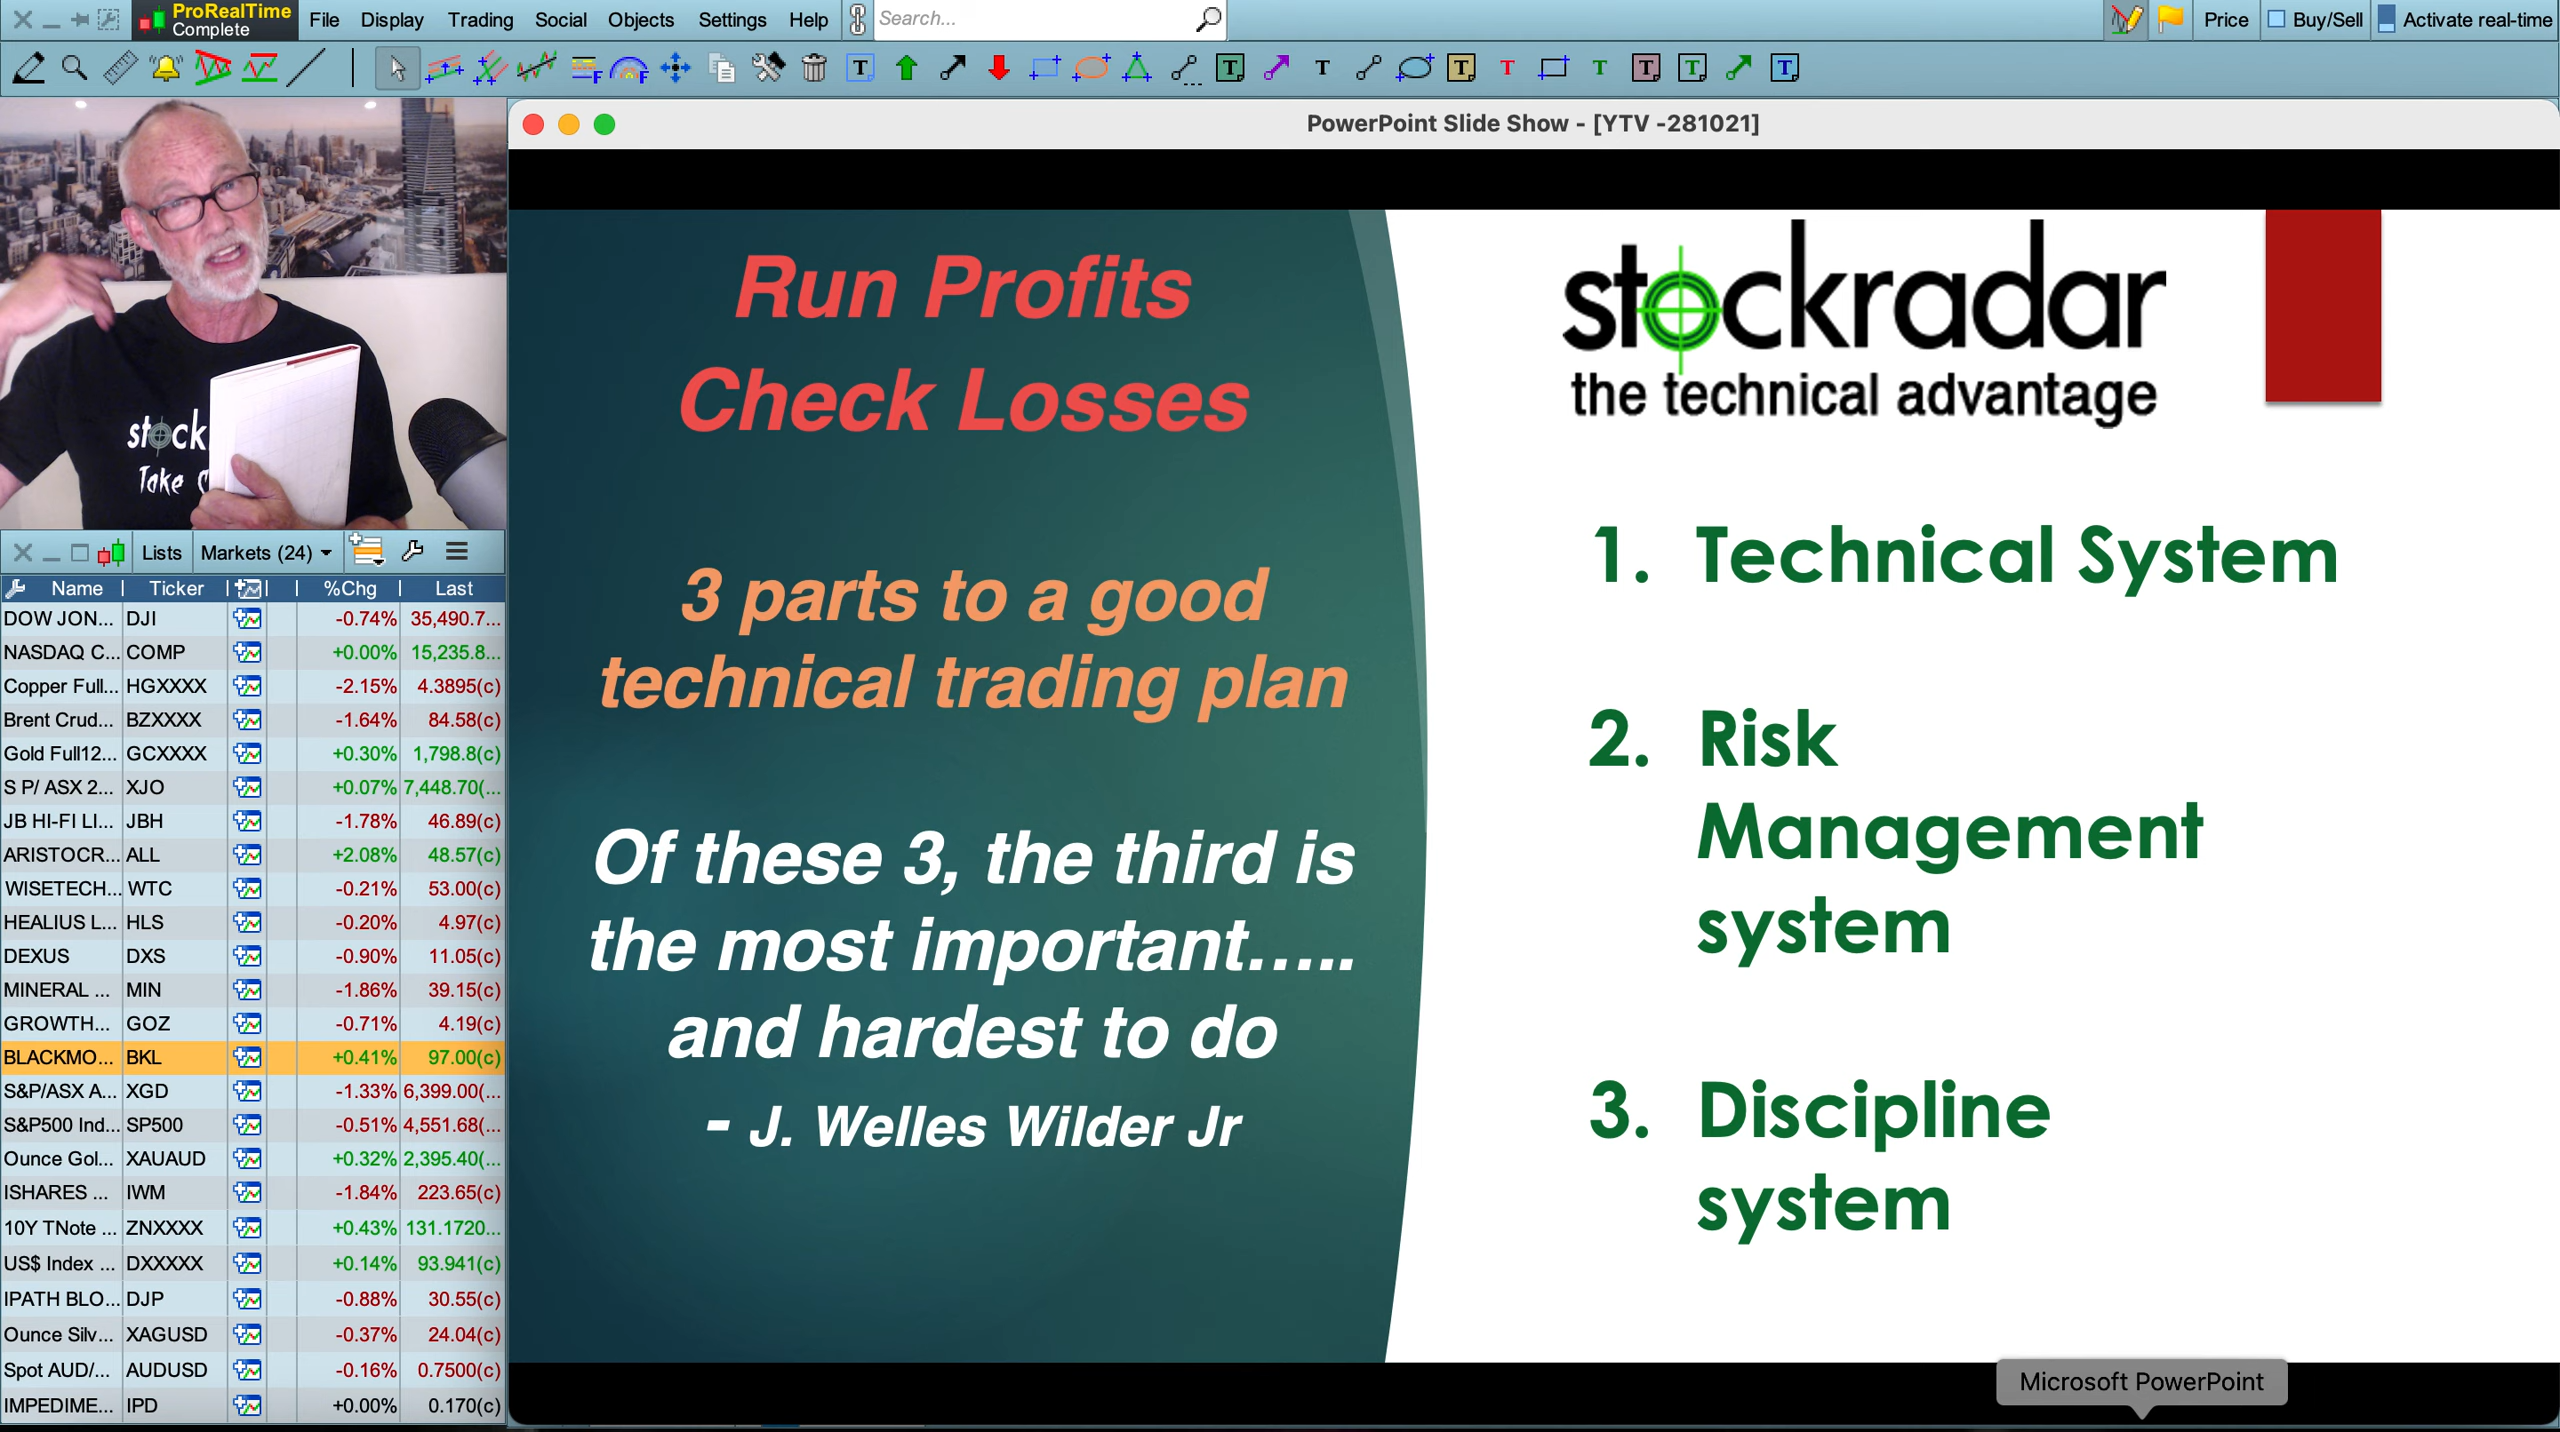 ProRealTime
Complete
File Display Trading Social Objects Settings Help Search... Price Buy/Sell Activate real-time
PowerPoint Slide Show - [YTV -281021]
stock
Take
Run Profits
Check Losses
3 parts to a good
technical trading plan
Of these 3, the third is
the most important.....
and hardest to do
- J. Welles Wilder Jr
stockradar
the technical advantage
1. Technical System
2. Risk
Management
system
3. Discipline
system
Lists Markets (24)
Name Ticker %Chg Last
DOW JON... DJI -0.74% 35,490.7...
NASDAQ C... COMP +0.00% 15,235.8...
Copper Full... HGXXXX -2.15% 4.3895(c)
Brent Crud... BZXXXX -1.64% 84.58(c)
Gold Full12... GCXXXX +0.30% 1,798.8(c)
S P/ ASX 2... XJO +0.07% 7,448.70(...
JB HI-FI LI... JBH -1.78% 46.89(c)
ARISTOCR... ALL +2.08% 48.57(c)
WISETECH... WTC -0.21% 53.00(c)
HEALIUS L... HLS -0.20% 4.97(c)
DEXUS DXS -0.90% 11.05(c)
MINERAL ... MIN -1.86% 39.15(c)
GROWTH... GOZ -0.71% 4.19(c)
BLACKMO... BKL +0.41% 97.00(c)
S&P/ASX A... XGD -1.33% 6,399.00(...
S&P500 Ind... SP500 -0.51% 4,551.68(...
Ounce Gol... XAUAUD +0.32% 2,395.40(...
ISHARES ... IWM -1.84% 223.65(c)
10Y TNote ... ZNXXXX +0.43% 131.1720...
US$ Index ... DXXXXX +0.14% 93.941(c)
IPATH BLO... DJP -0.88% 30.55(c)
Ounce Silv... XAGUSD -0.37% 24.04(c)
Spot AUD/... AUDUSD -0.16% 0.7500(c)
IMPEDIME... IPD +0.00% 0.170(c)
Microsoft PowerPoint